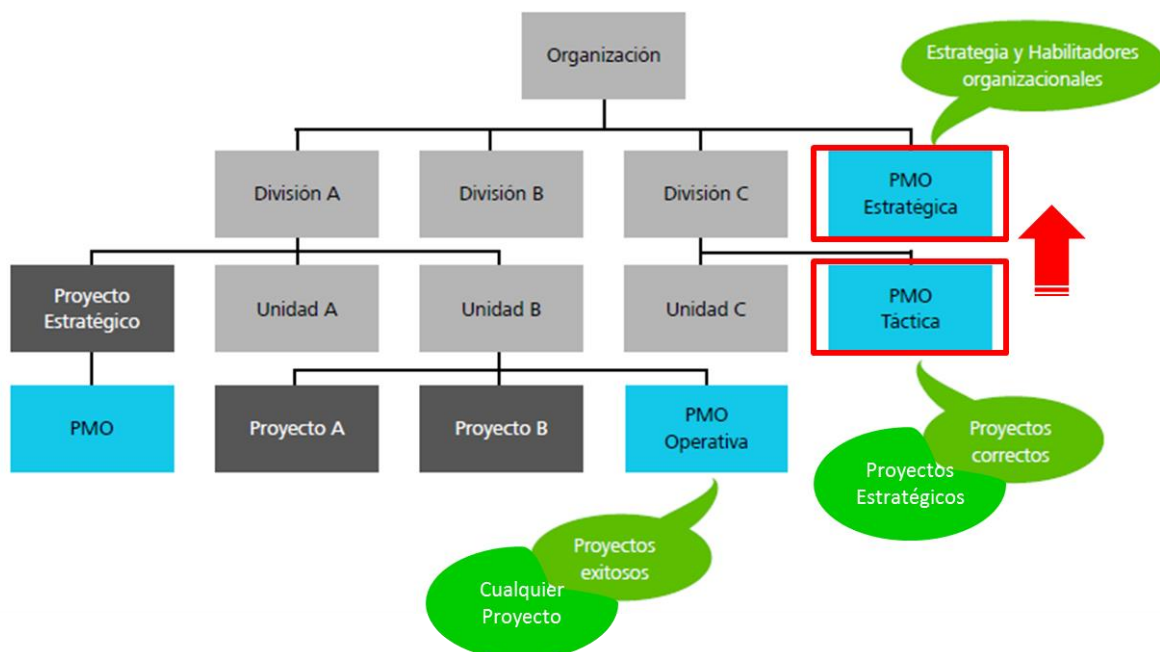 Organización
Estrategia y Habilitadores
organizacionales
División A
División B
División C
PMO
Estratégica
Proyecto
Estratégico
Unidad A
Unidad B
Unidad C
PMO
Táctica
PMO
Proyecto A
Proyecto B
PMO
Operativa
Proyectos
correctos
Proyectos
Estratégicos
Proyectos
exitosos
Cualquier
Proyecto